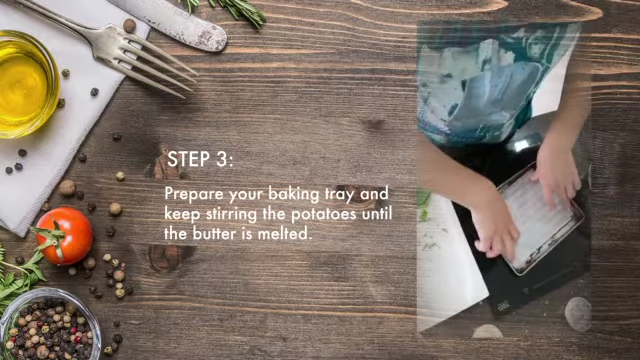 STEP 3:
Prepare your baking tray and
keep stirring the potatoes until
the butter is melted.